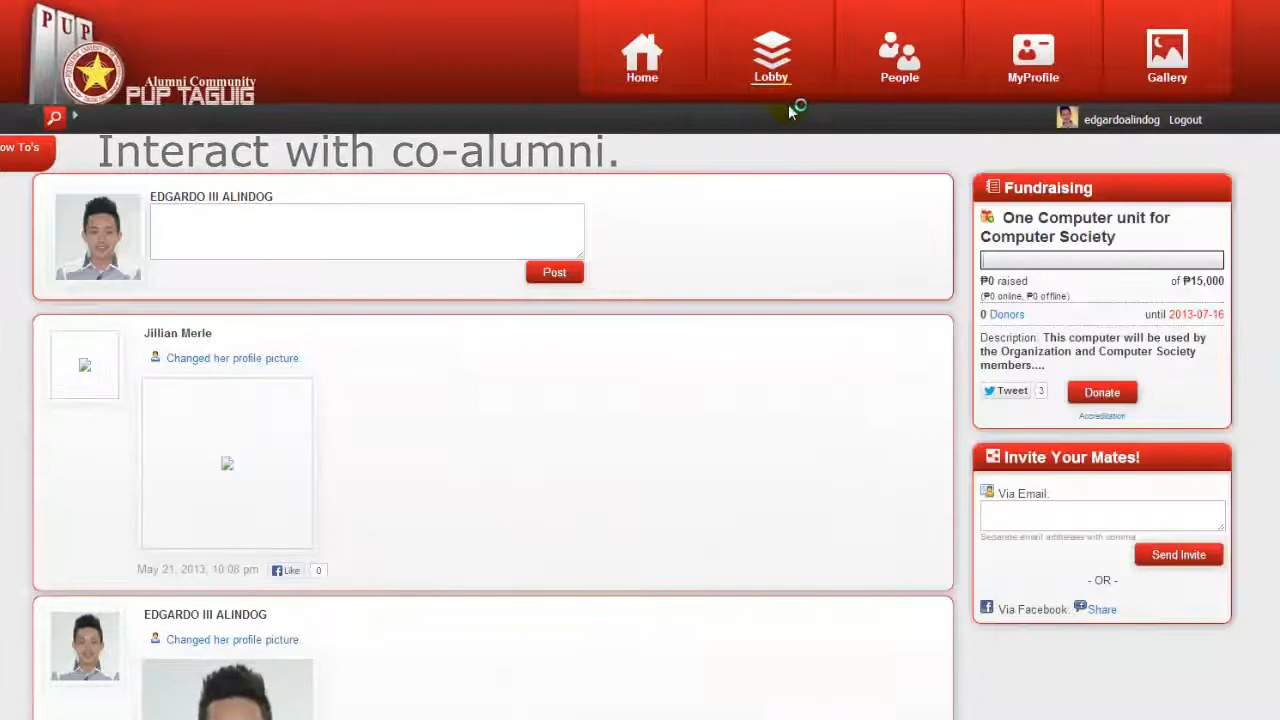 PUP
Alumni Community
PUP TAGUIG
Home
Lobby
People
MyProfile
Gallery
edgardoalindog
Logout
ow To's
Interact with co-alumni.
EDGARDO III ALINDOG
Post
Jillian Merle
Changed her profile picture.
May 21, 2013, 10:08 pm
Like
0
EDGARDO III ALINDOG
Changed her profile picture
Fundraising
One Computer unit for
Computer Society
₱0 raised of ₱15,000
(₱0 online, ₱0 offline)
0 Donors until 2013-07-16
Description. This computer will be used by
the Organization and Computer Society
members....
Tweet
3
Donate
Accreditation
Invite Your Mates!
Via Email:
Separate email addresses with comma
Send Invite
- OR -
Via Facebook: Share